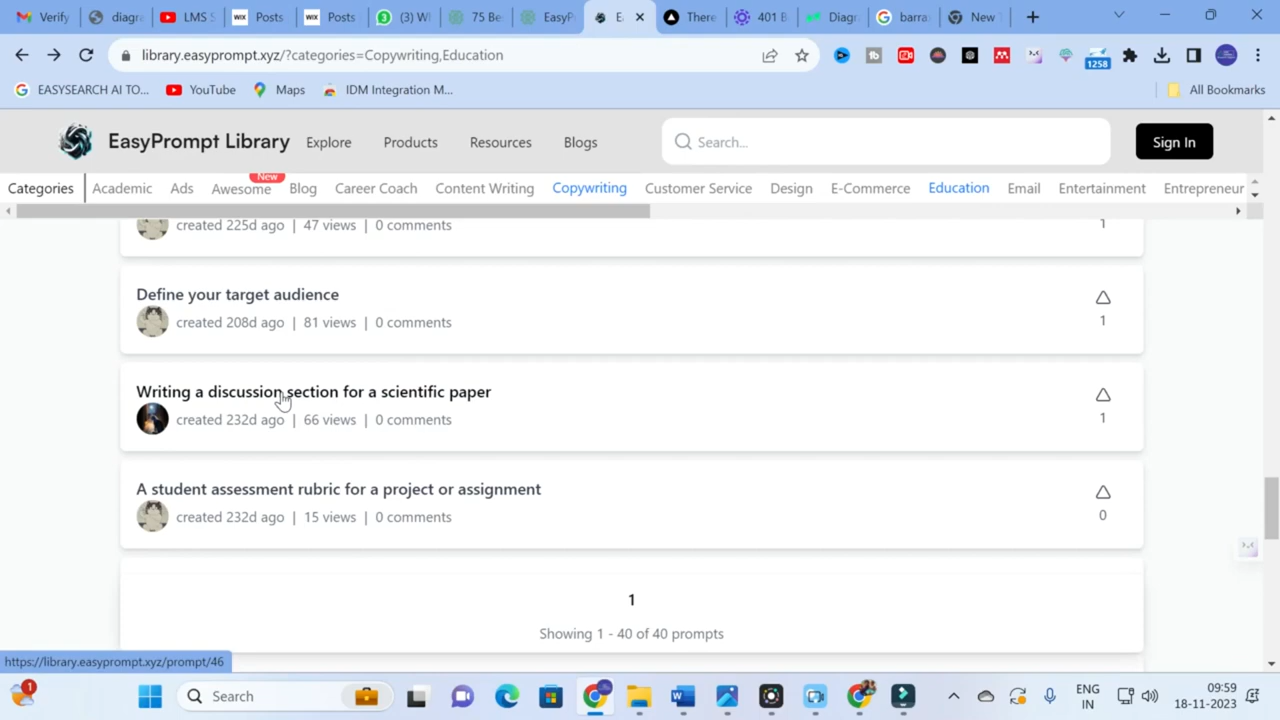 Verify
diagra
LMS S
WIX Posts
WIX Posts
3 (3) W
75 Be
EasyP
E
There
401 B
Diagr
barra
New T
library.easyprompt.xyz/?categories=Copywriting,Education
1258
EASYSEARCH AI TO...
YouTube
Maps
IDM Integration M...
All Bookmarks
EasyPrompt Library
Explore
Products
Resources
Blogs
Search...
Sign In
New
Categories
Academic
Ads
Awesome
Blog
Career Coach
Content Writing
Copywriting
Customer Service
Design
E-Commerce
Education
Email
Entertainment
Entrepreneur
created 225d ago | 47 views | 0 comments
1
Define your target audience
created 208d ago | 81 views | 0 comments
1
Writing a discussion section for a scientific paper
created 232d ago | 66 views | 0 comments
1
A student assessment rubric for a project or assignment
created 232d ago | 15 views | 0 comments
0
1
Showing 1 - 40 of 40 prompts
https://library.easyprompt.xyz/prompt/46
1
Search
ENG
IN
09:59
18-11-2023